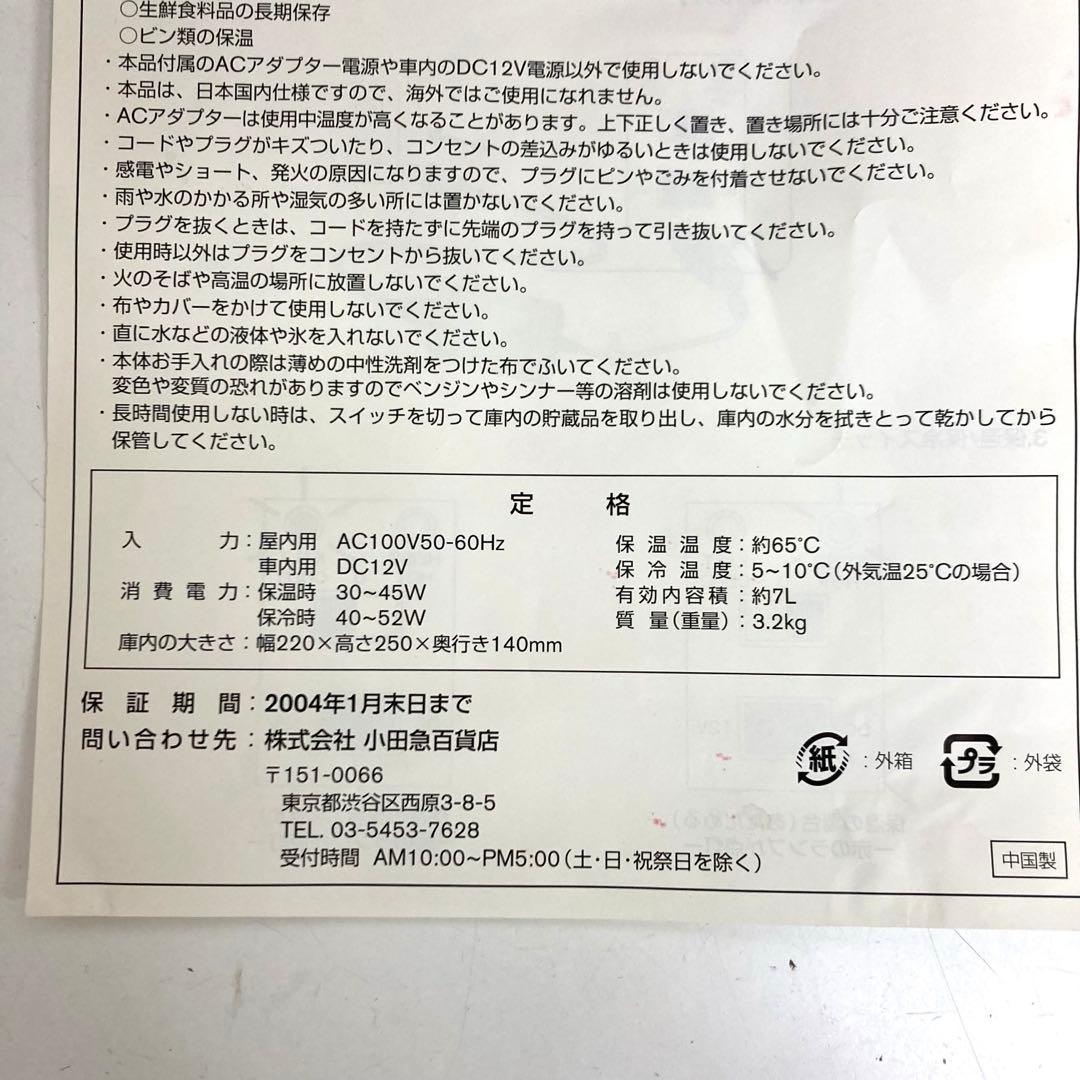 ○生鮮食料品の長期保存
○ビン類の保温
・本品付属のACアダプター電源や車内のDC12V電源以外で使用しないでください。
・本品は、日本国内仕様ですので、海外ではご使用になれません。
・ACアダプターは使用中温度が高くなることがあります。上下正しく置き、置き場所には十分ご注意ください。
・コードやプラグがキズついたり、コンセントの差込みがゆるいときは使用しないでください。
・感電やショート、発火の原因になりますので、プラグにピンやごみを付着させないでください。
・雨や水のかかる所や湿気の多い所には置かないでください。
・プラグを抜くときは、コードを持たずに先端のプラグを持って引き抜いてください。
・使用時以外はプラグをコンセントから抜いてください。
・火のそばや高温の場所に放置しないでください。
・布やカバーをかけて使用しないでください。
・直に水などの液体や氷を入れないでください。
・本体お手入れの際は薄めの中性洗剤をつけた布でふいてください。
変色や変質の恐れがありますのでベンジンやシンナー等の溶剤は使用しないでください。
・長時間使用しない時は、スイッチを切って庫内の貯蔵品を取り出し、庫内の水分を拭きとって乾かしてから
保管してください。
定 格
入 力：屋内用 AC100V50-60Hz
車内用 DC12V
消費電力：保温時 30~45W
保冷時 40~52W
庫内の大きさ：幅220×高さ250×奥行き140mm
保温温度：約65℃
保冷温度：5~10℃(外気温25℃の場合)
有効内容積：約7L
質量(重量)：3.2kg
保証期間：2004年1月末日まで
問い合わせ先：株式会社 小田急百貨店
〒151-0066
東京都渋谷区西原3-8-5
TEL. 03-5453-7628
受付時間 AM10:00~PM5:00(土・日・祝祭日を除く)
紙：外箱
プラ：外袋
中国製